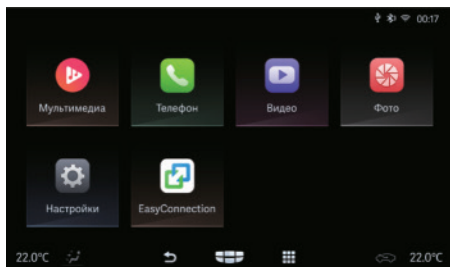 00:17
Мультимедиа Телефон Видео Фото
Настройки EasyConnection
22.0°C 22.0°C